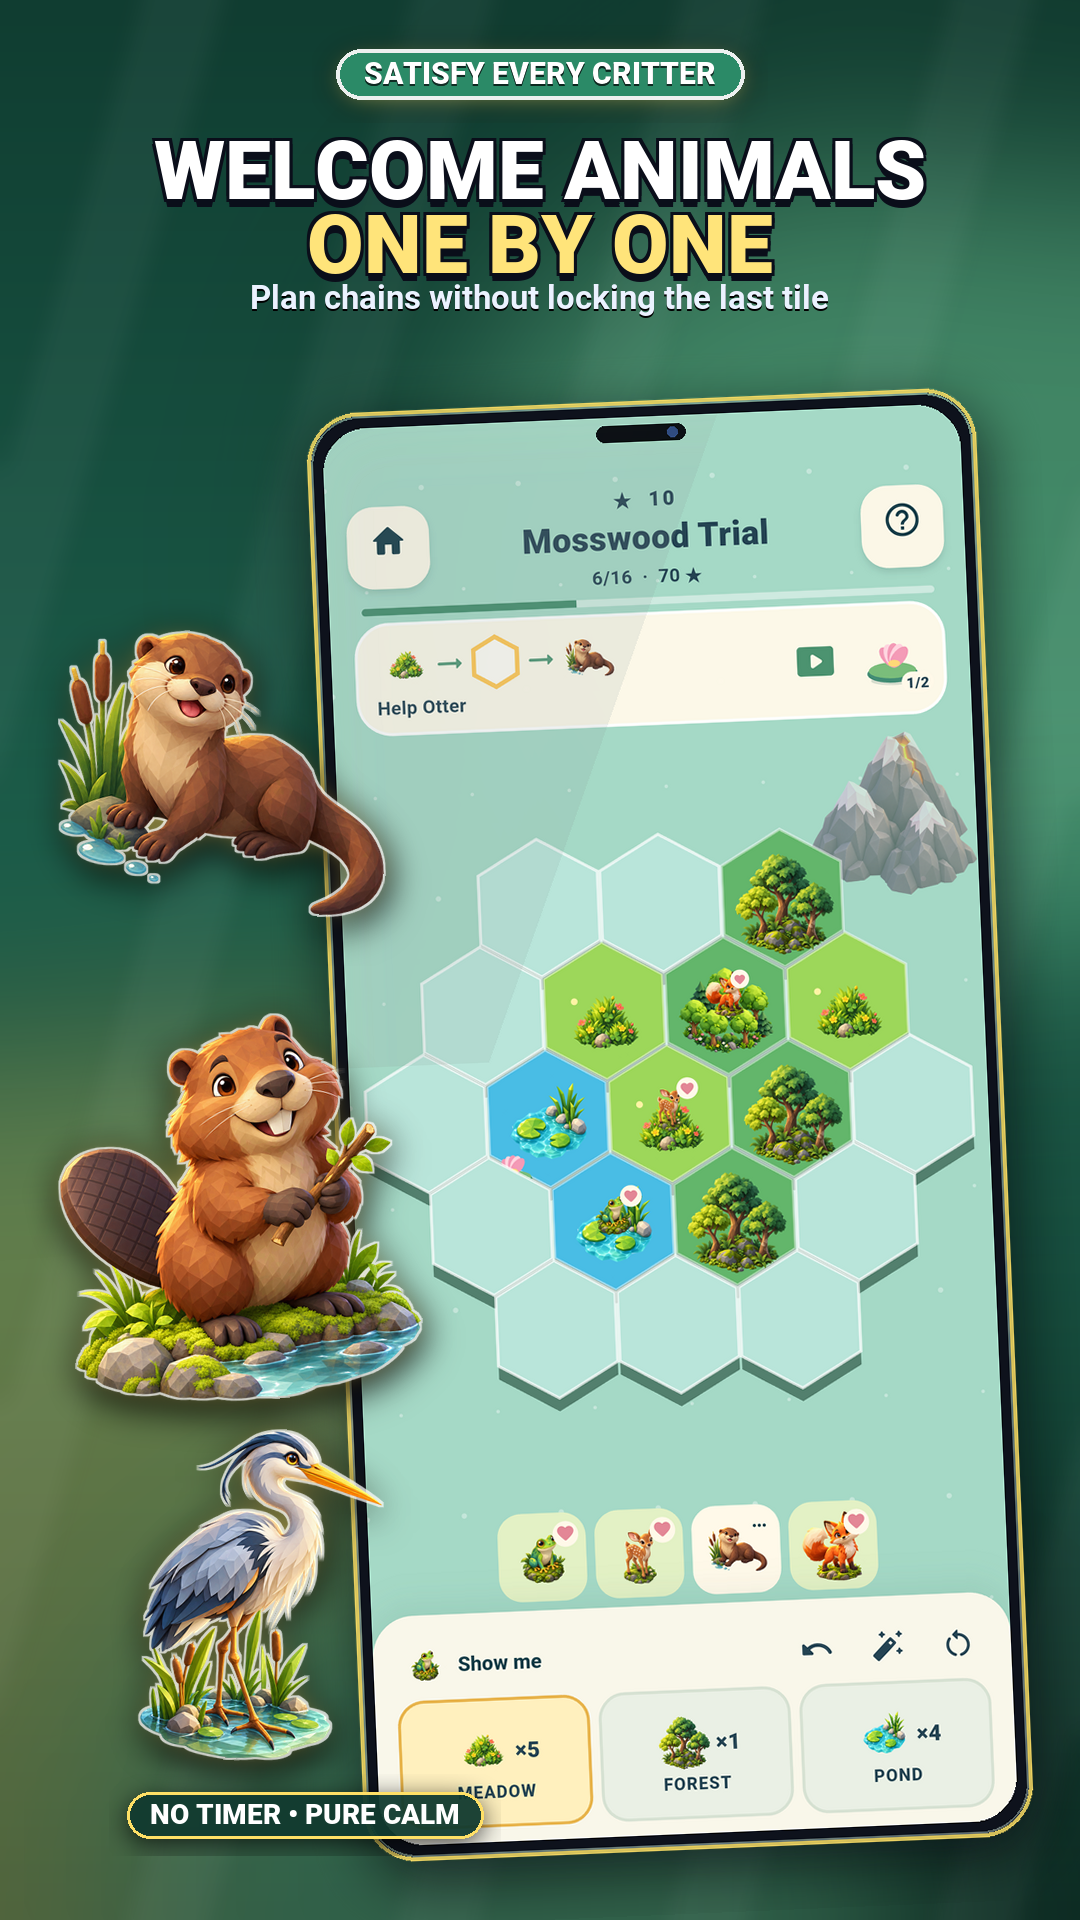 SATISFY EVERY CRITTER
WELCOME ANIMALS
ONE BY ONE
Plan chains without locking the last tile
★ 10
Mosswood Trial
6/16 · 70 ★
Help Otter
1/2
Show me
×5
MEADOW
×1
FOREST
×4
POND
NO TIMER • PURE CALM